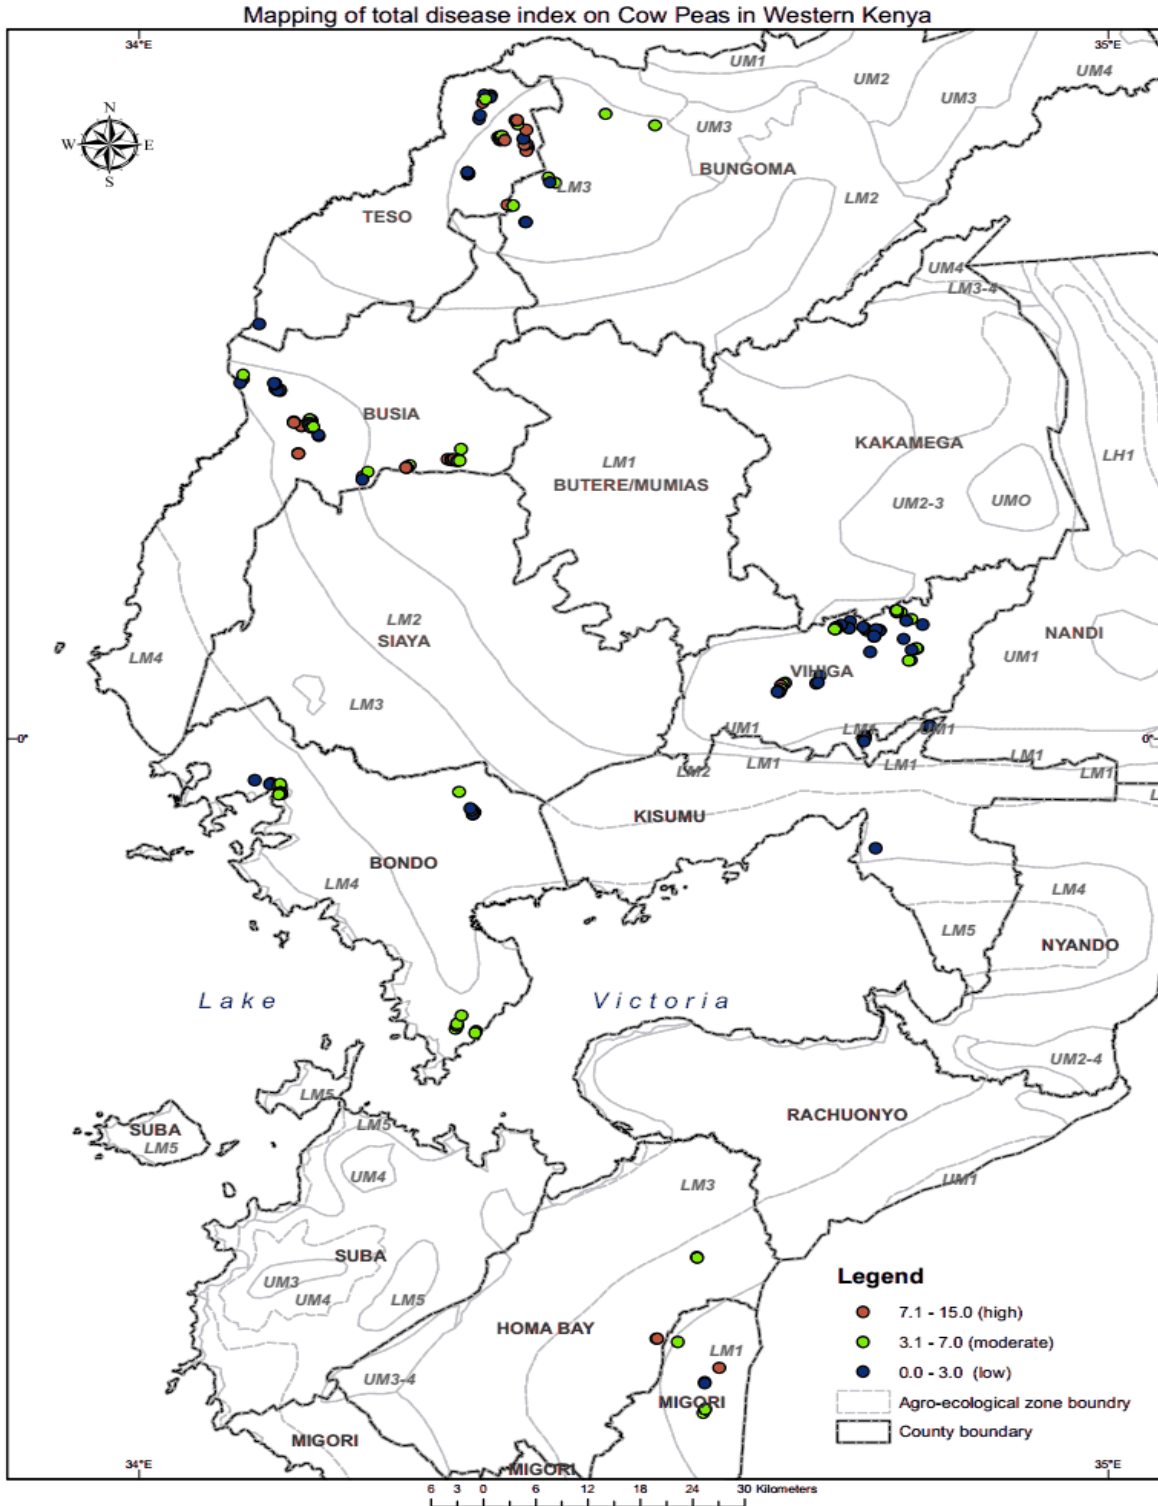 Mapping of total disease index on Cow Peas in Western Kenya
34°E
35°E
UM1
UM2
UM4
UM3
N
W E
S
UM3
BUNGOMA
LM3
LM2
TESO
UM4
LM3-4
BUSIA
KAKAMEGA
LH1
LM1
BUTERE/MUMIAS
UM2-3
UMO
LM2
SIAYA
NANDI
LM4
UM1
VIHIGA
LM3
UM1
LM1
UM1
0°
0°
LM1
LM2
LM1
LM1
LM1
L
KISUMU
BONDO
LM4
LM4
LM5
NYANDO
Lake Victoria
UM2-4
LM5
RACHUONYO
LM5
SUBA
LM5
UM4
LM3
UM1
SUBA
UM3
UM4
LM5
HOMA BAY
LM1
UM3-4
MIGORI
MIGORI
MIGORI
Legend
7.1 - 15.0 (high)
3.1 - 7.0 (moderate)
0.0 - 3.0 (low)
Agro-ecological zone boundry
County boundary
34°E
35°E
6 3 0 6 12 18 24 30 Kilometers